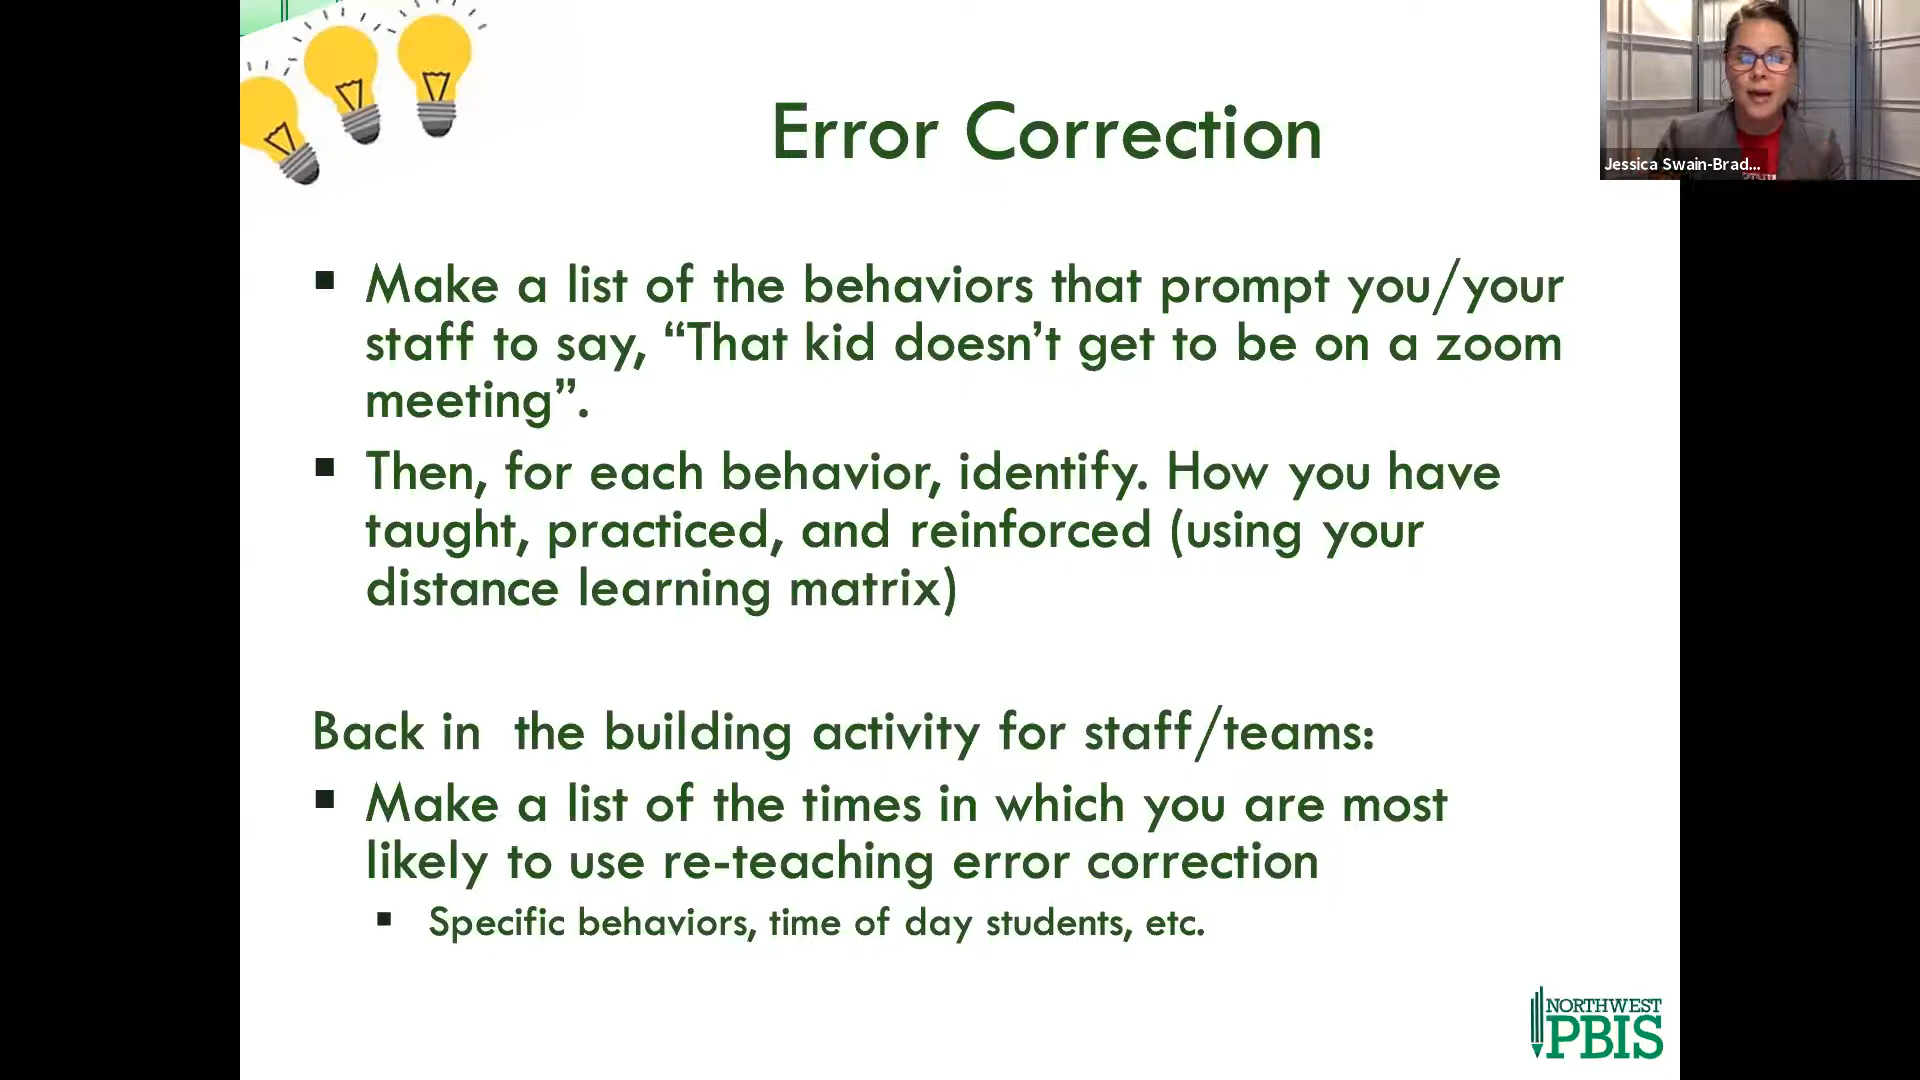 Error Correction
Jessica Swain-Brad...
▪ Make a list of the behaviors that prompt you/your
staff to say, “That kid doesn’t get to be on a zoom
meeting”.
▪ Then, for each behavior, identify. How you have
taught, practiced, and reinforced (using your
distance learning matrix)
Back in  the building activity for staff/teams:
▪ Make a list of the times in which you are most
likely to use re-teaching error correction
▪ Specific behaviors, time of day students, etc.
NORTHWEST
PBIS